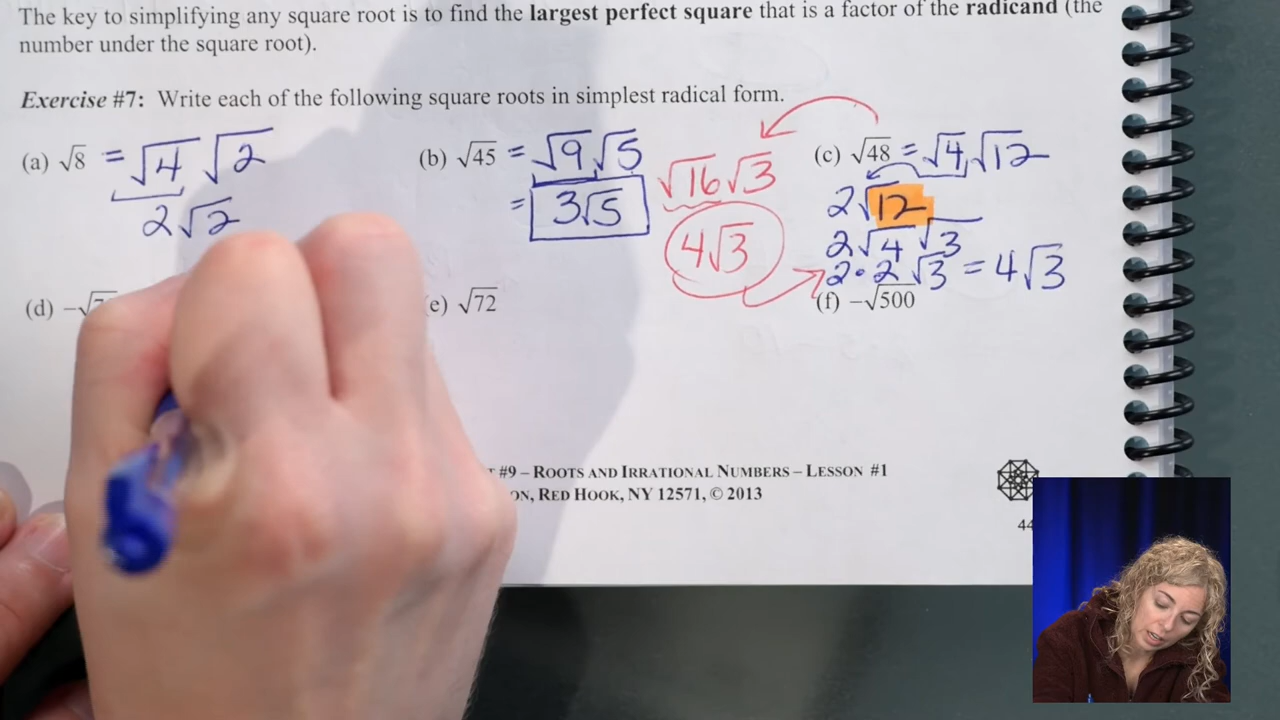 The key to simplifying any square root is to find the largest perfect square that is a factor of the radicand (the
number under the square root).
Exercise #7: Write each of the following square roots in simplest radical form.
(a) √8 = √4 √2
2√2
(b) √45 = √9 √5
= 3√5
√16 √3
4√3
(c) √48 = √4 √12
2√12
2√4 √3
2·2√3 = 4√3
(d) −√
(e) √72
(f) −√500
#9 – ROOTS AND IRRATIONAL NUMBERS – LESSON #1
RED HOOK, NY 12571, © 2013